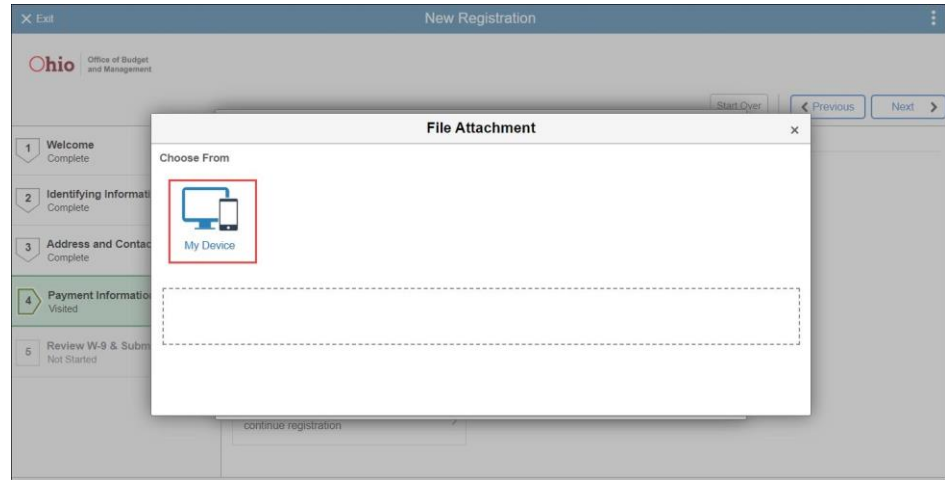 Exit
New Registration
Ohio
Office of Budget
and Management
Start Over
Previous
Next
File Attachment
Choose From
My Device
1
Welcome
Complete
2
Identifying Informati
Complete
3
Address and Contac
Complete
4
Payment Informatio
Visited
5
Review W-9 & Subm
Not Started
continue registration